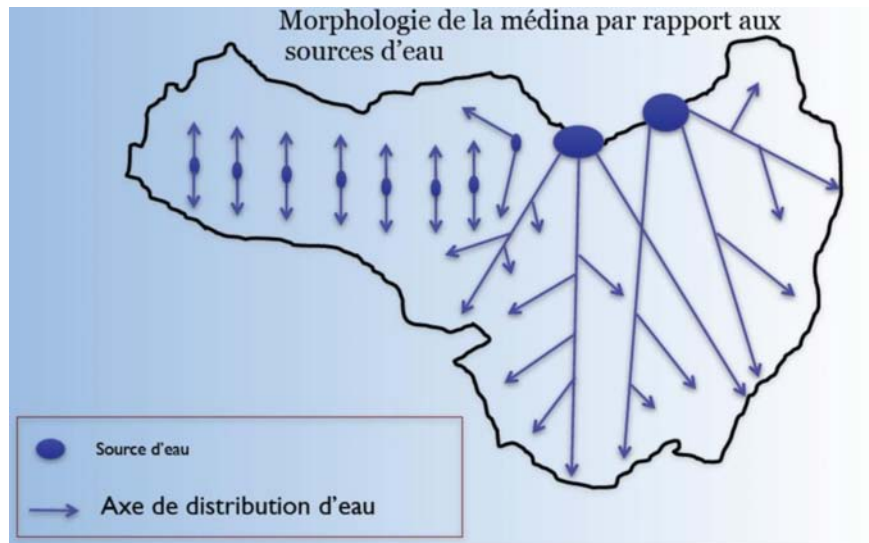 Morphologie de la médina par rapport aux
sources d’eau
Source d’eau
Axe de distribution d’eau